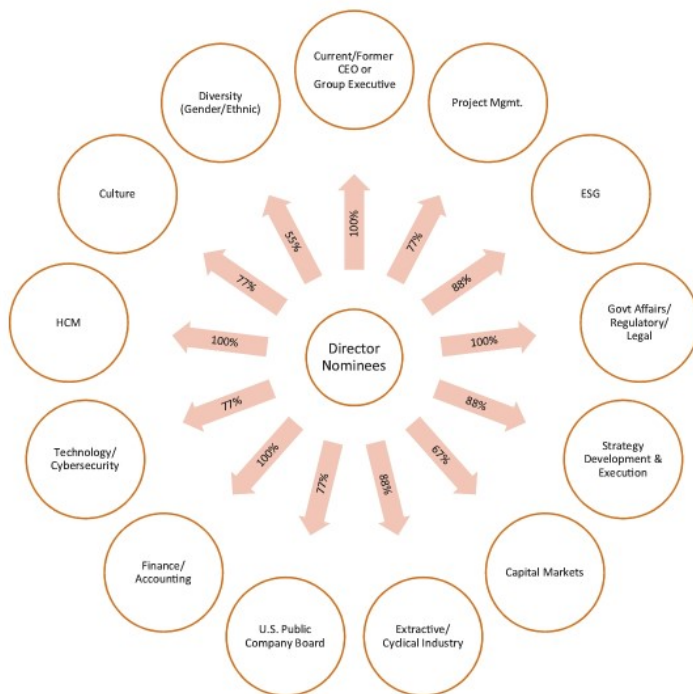 Current/Former
CEO or
Group Executive
Project Mgmt.
ESG
Govt Affairs/
Regulatory/
Legal
Strategy
Development &
Execution
Capital Markets
Extractive/
Cyclical Industry
U.S. Public
Company Board
Finance/
Accounting
Technology/
Cybersecurity
HCM
Culture
Diversity
(Gender/Ethnic)
100%
77%
88%
100%
88%
67%
88%
77%
100%
77%
100%
77%
55%
Director
Nominees